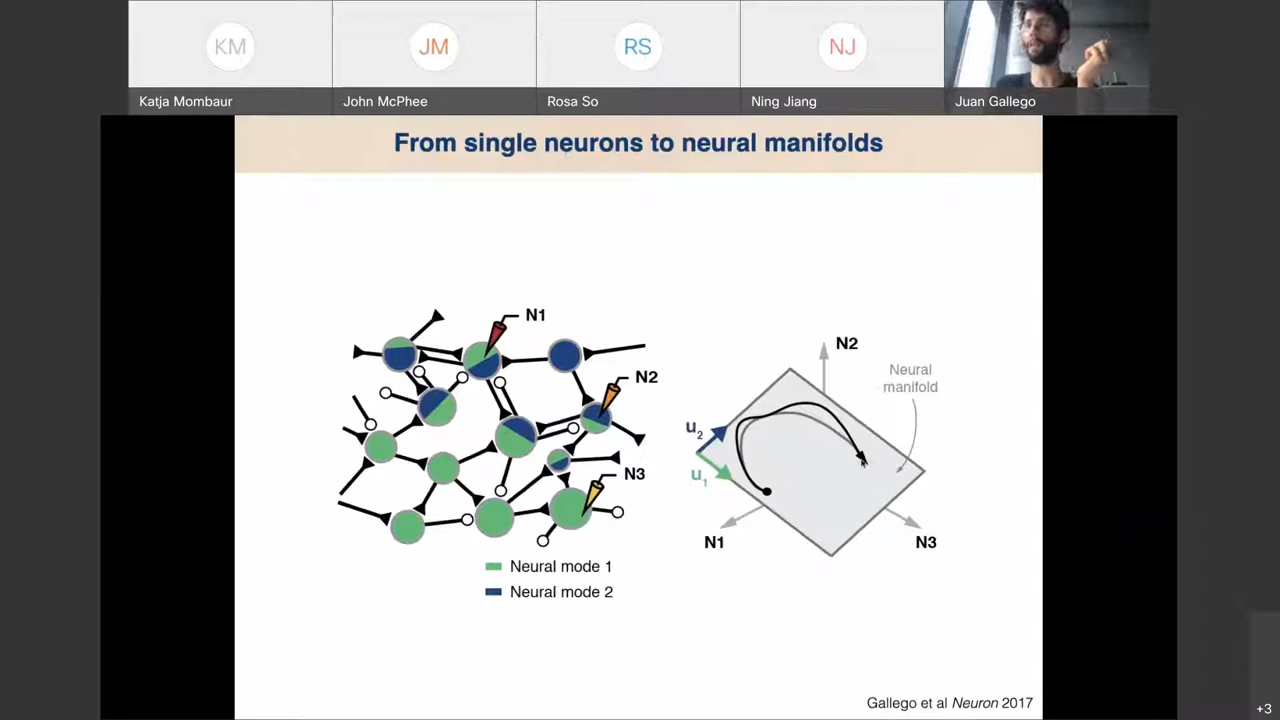 KM
JM
RS
NJ
Katja Mombaur
John McPhee
Rosa So
Ning Jiang
Juan Gallego
From single neurons to neural manifolds
N1
N2
N3
Neural mode 1
Neural mode 2
N2
Neural
manifold
u2
u1
N1
N3
Gallego et al Neuron 2017
+3